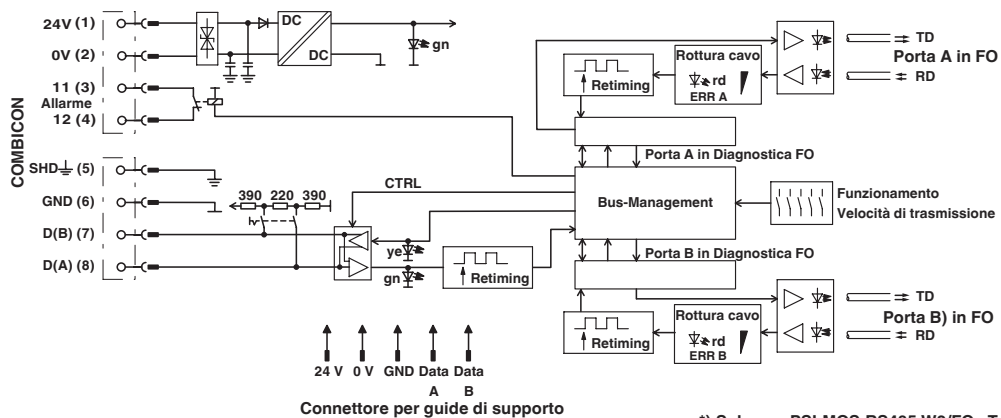 COMBICON
24V (1)
0V (2)
11 (3)
Allarme
12 (4)
SHD (5)
GND (6)
D(B) (7)
D(A) (8)
DC
DC
gn
390 220 390
CTRL
ye
gn
Retiming
Retiming
Rottura cavo
rd
ERR A
TD
Porta A in FO
RD
Porta A in Diagnostica FO
Bus-Management
Funzionamento
Velocità di trasmissione
Porta B in Diagnostica FO
Retiming
Rottura cavo
rd
ERR B
TD
Porta B) in FO
RD
24 V 0 V GND Data Data
A B
Connettore per guide di supporto